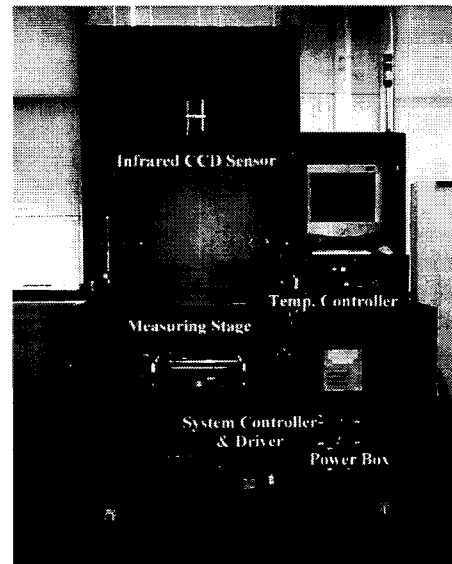 Infrared CCD Sensor
Temp. Controller
Measuring Stage
System Controller
& Driver
Power Box